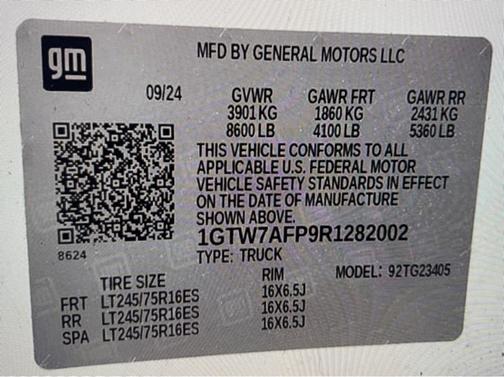 gm
MFD BY GENERAL MOTORS LLC
09/24 GVWR GAWR FRT GAWR RR
3901 KG 1860 KG 2431 KG
8600 LB 4100 LB 5360 LB
THIS VEHICLE CONFORMS TO ALL
APPLICABLE U.S. FEDERAL MOTOR
VEHICLE SAFETY STANDARDS IN EFFECT
ON THE DATE OF MANUFACTURE
SHOWN ABOVE.
1GTW7AFP9R1282002
8624
TYPE: TRUCK
TIRE SIZE RIM MODEL: 92TG23405
FRT LT245/75R16ES 16X6.5J
RR LT245/75R16ES 16X6.5J
SPA LT245/75R16ES 16X6.5J